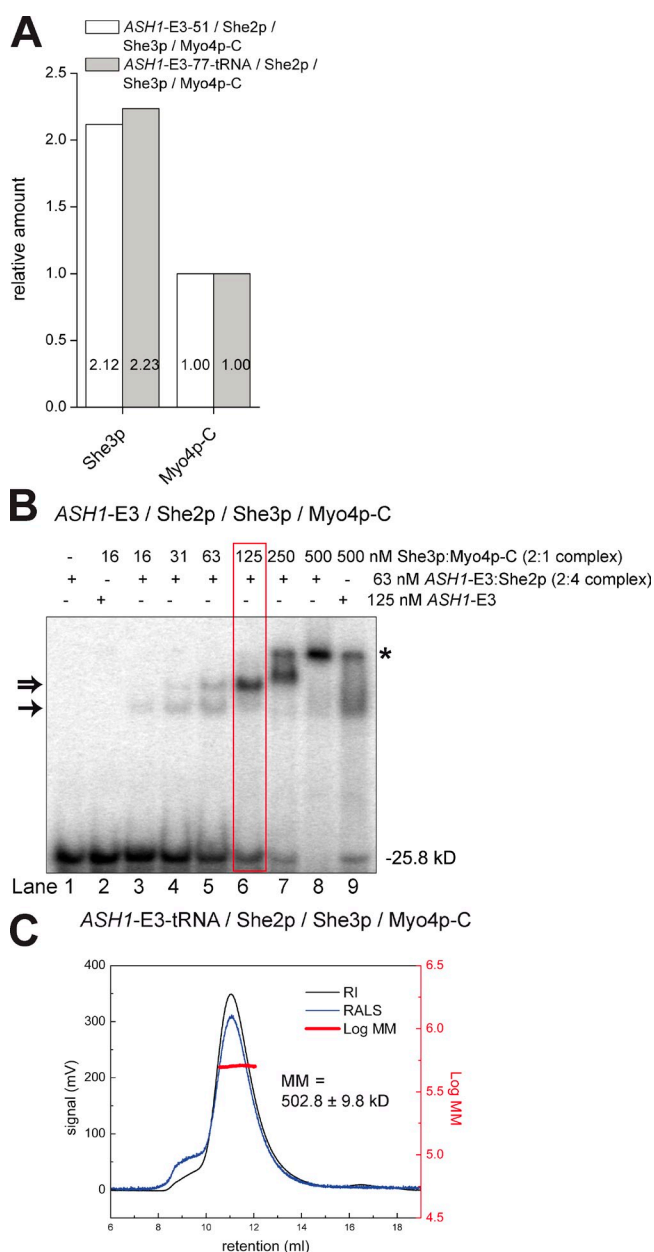 A
ASH1-E3-51 / She2p /
She3p / Myo4p-C
ASH1-E3-77-tRNA / She2p /
She3p / Myo4p-C
relative amount
2.5
2.0
1.5
1.0
0.5
0.0
2.12 2.23 1.00 1.00
She3p Myo4p-C
B ASH1-E3 / She2p / She3p / Myo4p-C
- 16 16 31 63 125 250 500 500 nM She3p:Myo4p-C (2:1 complex)
+ - + + + + + + - 63 nM ASH1-E3:She2p (2:4 complex)
- + - - - - - - + 125 nM ASH1-E3
*
-25.8 kD
Lane 1 2 3 4 5 6 7 8 9
ASH1-E3-tRNA / She2p / She3p / Myo4p-C
C
signal (mV)
400
300
200
100
0
RI
RALS
Log MM
MM =
502.8 ± 9.8 kD
6.5
6.0
5.5
5.0
4.5
Log MM
6 8 10 12 14 16 18
retention (ml)